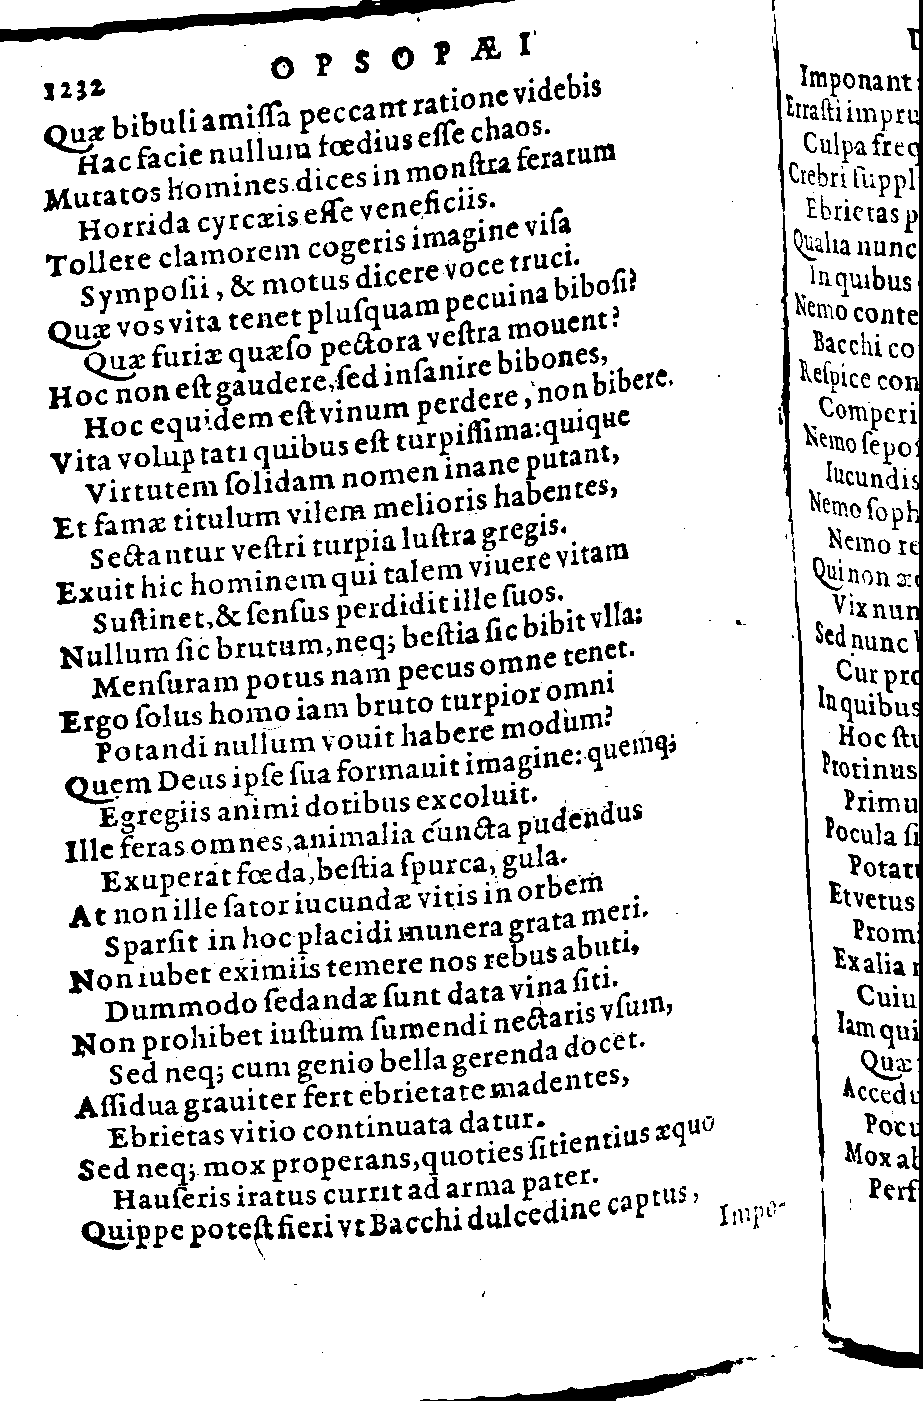 1232 OPSOPÆI
Quæ bibuli amiſſa peccant ratione videbis
Hac facie nullum fœdius eſſe chaos.
Mutatos homines dices in monſtra ferarum
Horrida cyrcæis eſſe veneficiis.
Tollere clamorem cogeris imagine viſa
Sympoſii, & motus dicere voce truci.
Quæ vos vita tenet pluſquam pecuina biboſi?
Quæ furiæ quæſo pectora veſtra mouent?
Hoc non eſt gaudere, ſed inſanire bibones,
Hoc equidem eſt vinum perdere, non bibere.
Vita voluptati quibus eſt turpiſſima: quique
Virtutem ſolidam nomen inane putant,
Et famæ titulum vilem melioris habentes,
Sectantur veſtri turpia luſtra gregis.
Exuit hic hominem qui talem viuere vitam
Suſtinet, & ſenſus perdidit ille ſuos.
Nullum ſic brutum, neq; beſtia ſic bibit vlla:
Menſuram potus nam pecus omne tenet.
Ergo ſolus homo iam bruto turpior omni
Potandi nullum vouit habere modum?
Quem Deus ipſe ſua formauit imagine: quemq;
Egregiis animi dotibus excoluit.
Ille feras omnes, animalia cuncta pudendus
Exuperat fœda, beſtia ſpurca, gula.
At non ille ſator iucundæ vitis in orbem
Sparſit in hoc placidi munera grata meri.
Non iubet eximiis temere nos rebus abuti,
Dummodo ſedandæ ſunt data vina ſiti.
Non prohibet iuſtum ſumendi nectaris vſum,
Sed neq; cum genio bella gerenda docet.
Aſſidua grauiter fert ebrietate madentes,
Ebrietas vitio continuata datur.
Sed neq; mox properans, quoties ſitientius æquo
Hauſeris iratus currit ad arma pater.
Quippe poteſt fieri vt Bacchi dulcedine captus,
Impo-
Imponant
Erraſti impru
Culpa freq
Crebri ſuppl
Ebrietas p
Qualia nunc
In quibus
Nemo conte
Bacchi co
Reſpice con
Comperi
Nemo ſepoſ
Iucundis
Nemo ſoph
Nemo re
Qui non æq
Vix nun
Sed nunc
Cur pro
In quibus
Hoc ſtu
Protinus
Primu
Pocula ſi
Potat
Et vetus
Prom
Ex alia
Cuiu
Iam qui
Quæ
Accedu
Pocu
Mox ab
Perf